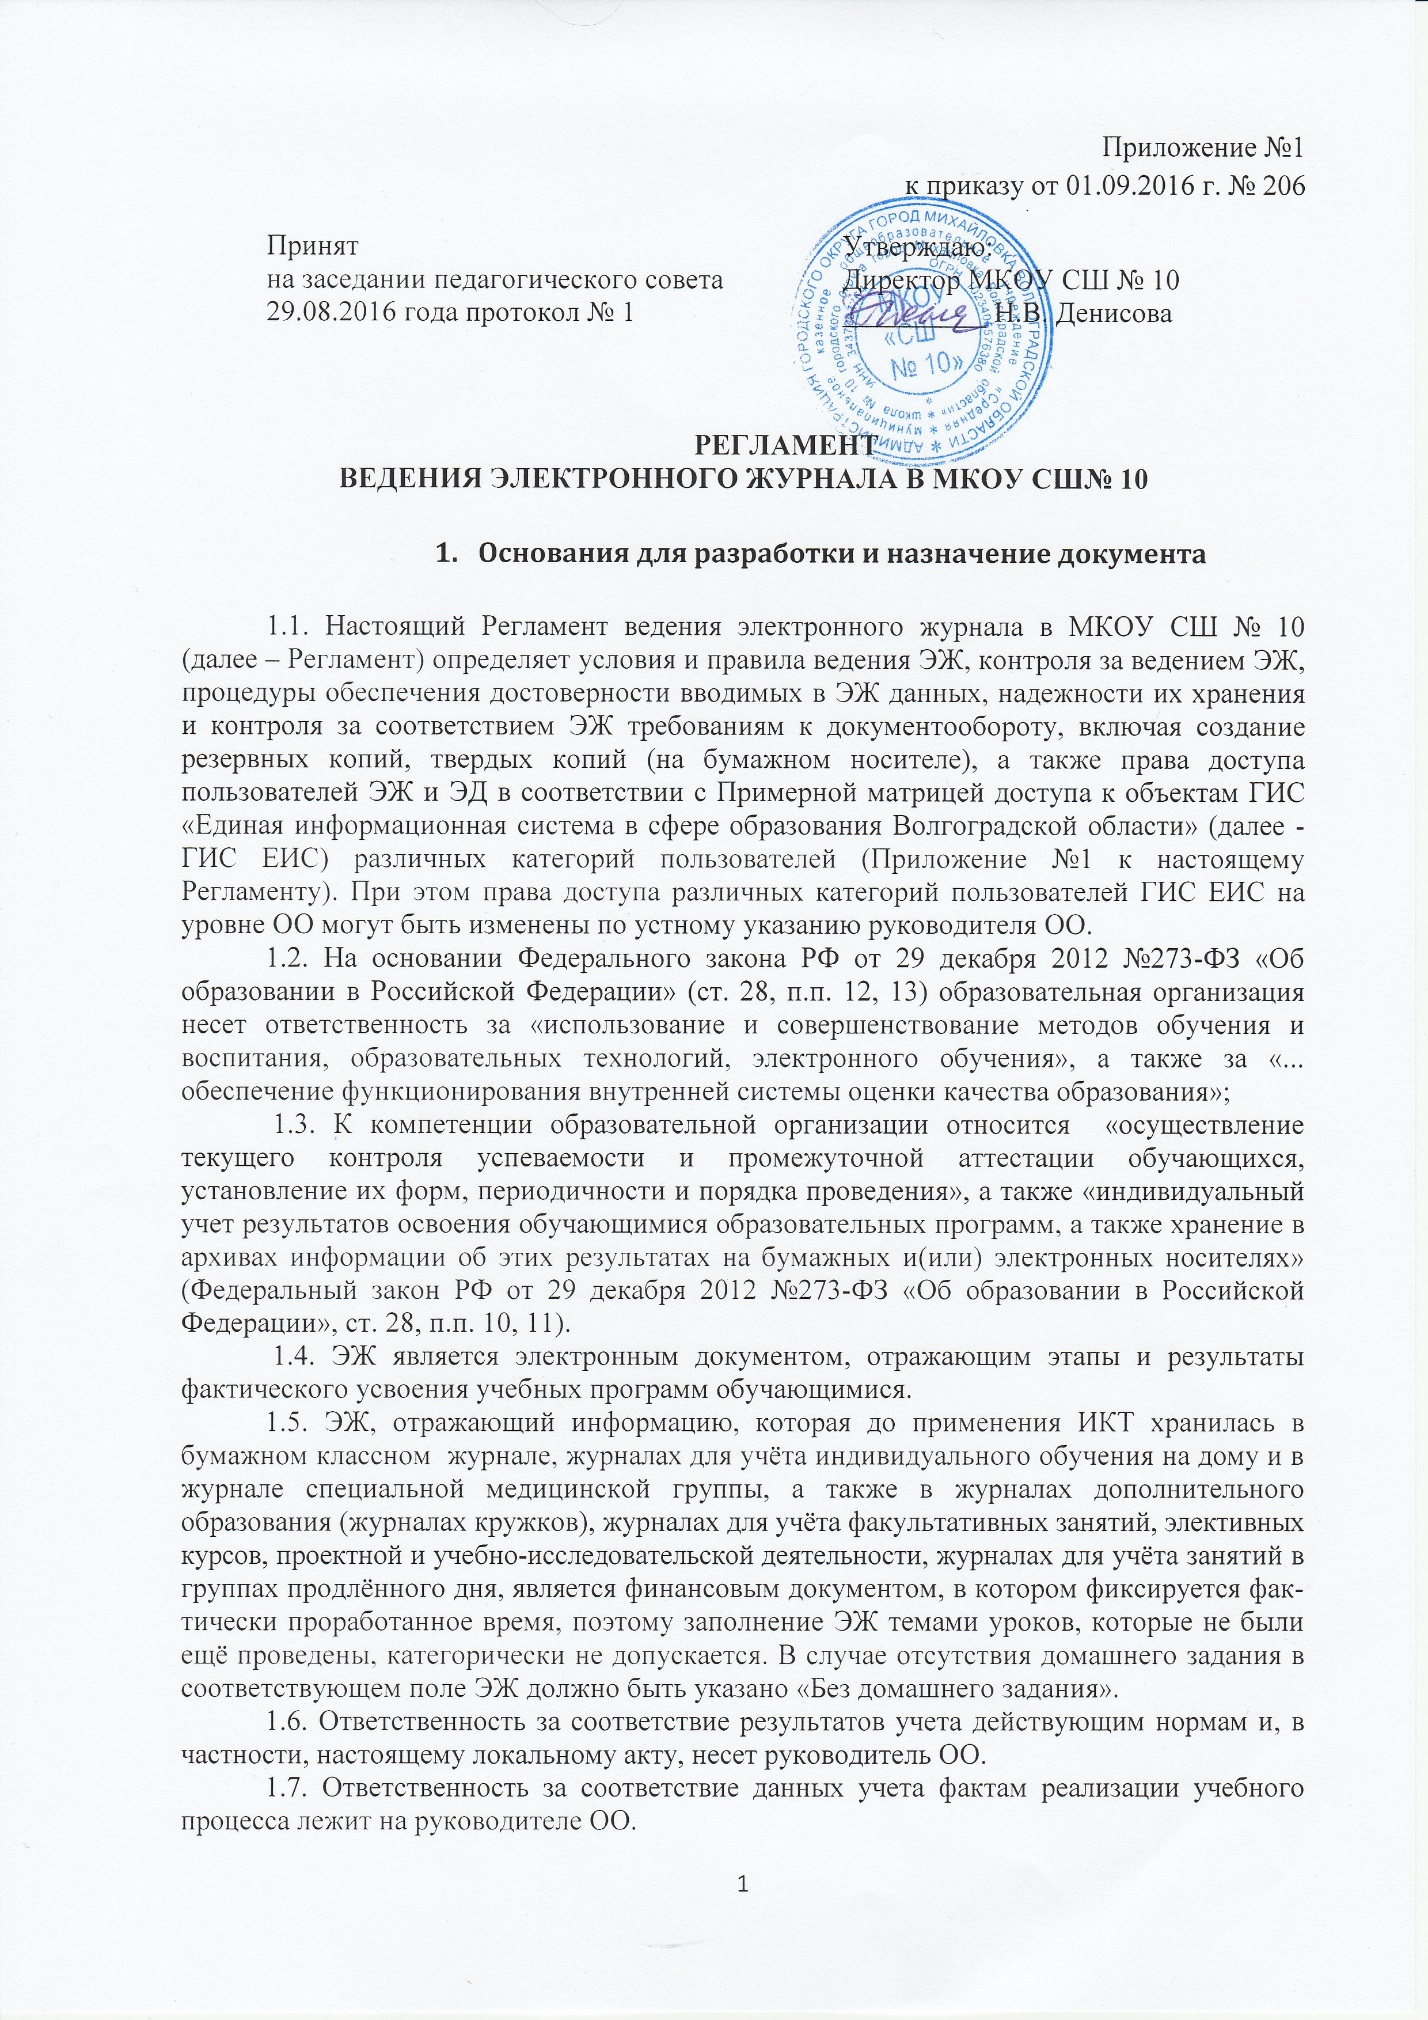 Приложение №1
к приказу от 01.09.2016 г. № 206
Принят
на заседании педагогического совета
29.08.2016 года протокол № 1
Утверждаю:
Директор МКОУ СШ № 10
Н.В. Денисова
МКОУ
«СШ
№ 10»
РЕГЛАМЕНТ
ВЕДЕНИЯ ЭЛЕКТРОННОГО ЖУРНАЛА В МКОУ СШ№ 10
1. Основания для разработки и назначение документа
1.1. Настоящий Регламент ведения электронного журнала в МКОУ СШ № 10
(далее – Регламент) определяет условия и правила ведения ЭЖ, контроля за ведением ЭЖ,
процедуры обеспечения достоверности вводимых в ЭЖ данных, надежности их хранения
и контроля за соответствием ЭЖ требованиям к документообороту, включая создание
резервных копий, твердых копий (на бумажном носителе), а также права доступа
пользователей ЭЖ и ЭД в соответствии с Примерной матрицей доступа к объектам ГИС
«Единая информационная система в сфере образования Волгоградской области» (далее -
ГИС ЕИС) различных категорий пользователей (Приложение №1 к настоящему
Регламенту). При этом права доступа различных категорий пользователей ГИС ЕИС на
уровне ОО могут быть изменены по устному указанию руководителя ОО.
1.2. На основании Федерального закона РФ от 29 декабря 2012 №273-ФЗ «Об
образовании в Российской Федерации» (ст. 28, п.п. 12, 13) образовательная организация
несет ответственность за «использование и совершенствование методов обучения и
воспитания, образовательных технологий, электронного обучения», а также за «...
обеспечение функционирования внутренней системы оценки качества образования»;
1.3. К компетенции образовательной организации относится «осуществление
текущего контроля успеваемости и промежуточной аттестации обучающихся,
установление их форм, периодичности и порядка проведения», а также «индивидуальный
учет результатов освоения обучающимися образовательных программ, а также хранение в
архивах информации об этих результатах на бумажных и(или) электронных носителях»
(Федеральный закон РФ от 29 декабря 2012 №273-ФЗ «Об образовании в Российской
Федерации», ст. 28, п.п. 10, 11).
1.4. ЭЖ является электронным документом, отражающим этапы и результаты
фактического усвоения учебных программ обучающимися.
1.5. ЭЖ, отражающий информацию, которая до применения ИКТ хранилась в
бумажном классном журнале, журналах для учёта индивидуального обучения на дому и в
журнале специальной медицинской группы, а также в журналах дополнительного
образования (журналах кружков), журналах для учёта факультативных занятий, элективных
курсов, проектной и учебно-исследовательской деятельности, журналах для учёта занятий в
группах продлённого дня, является финансовым документом, в котором фиксируется фак-
тически проработанное время, поэтому заполнение ЭЖ темами уроков, которые не были
ещё проведены, категорически не допускается. В случае отсутствия домашнего задания в
соответствующем поле ЭЖ должно быть указано «Без домашнего задания».
1.6. Ответственность за соответствие результатов учета действующим нормам и, в
частности, настоящему локальному акту, несет руководитель ОО.
1.7. Ответственность за соответствие данных учета фактам реализации учебного
процесса лежит на руководителе ОО.
1